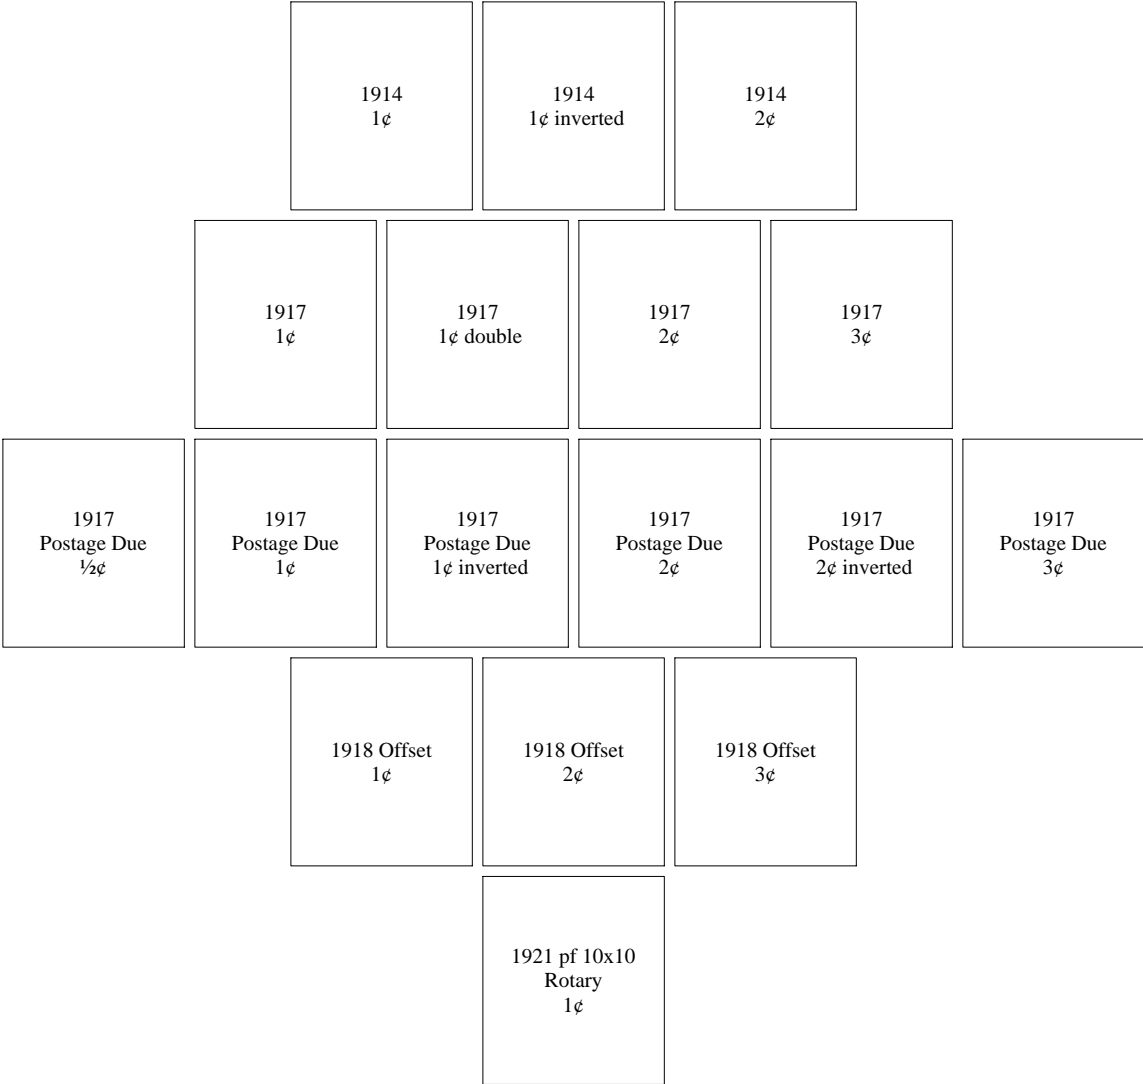 1914
1¢
1914
1¢ inverted
1914
2¢
1917
1¢
1917
1¢ double
1917
2¢
1917
3¢
1917
Postage Due
½¢
1917
Postage Due
1¢
1917
Postage Due
1¢ inverted
1917
Postage Due
2¢
1917
Postage Due
2¢ inverted
1917
Postage Due
3¢
1918 Offset
1¢
1918 Offset
2¢
1918 Offset
3¢
1921 pf 10x10
Rotary
1¢